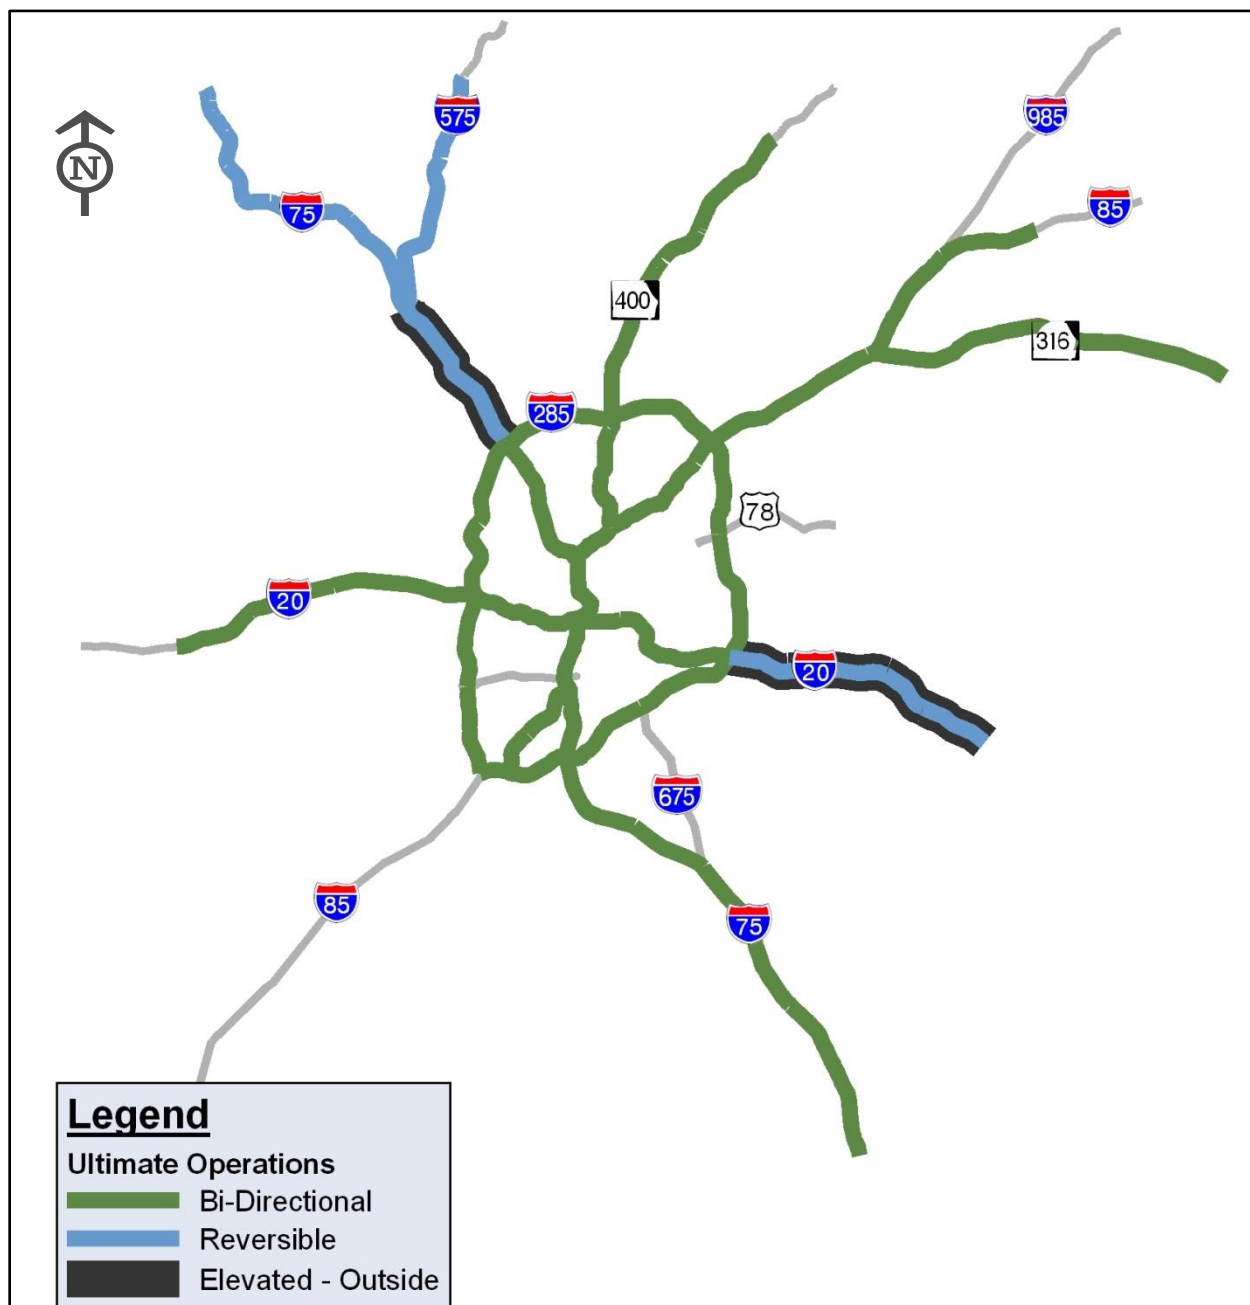 575
985
N
75
85
400
316
285
78
20
20
675
85
75
Legend
Ultimate Operations
Bi-Directional
Reversible
Elevated - Outside